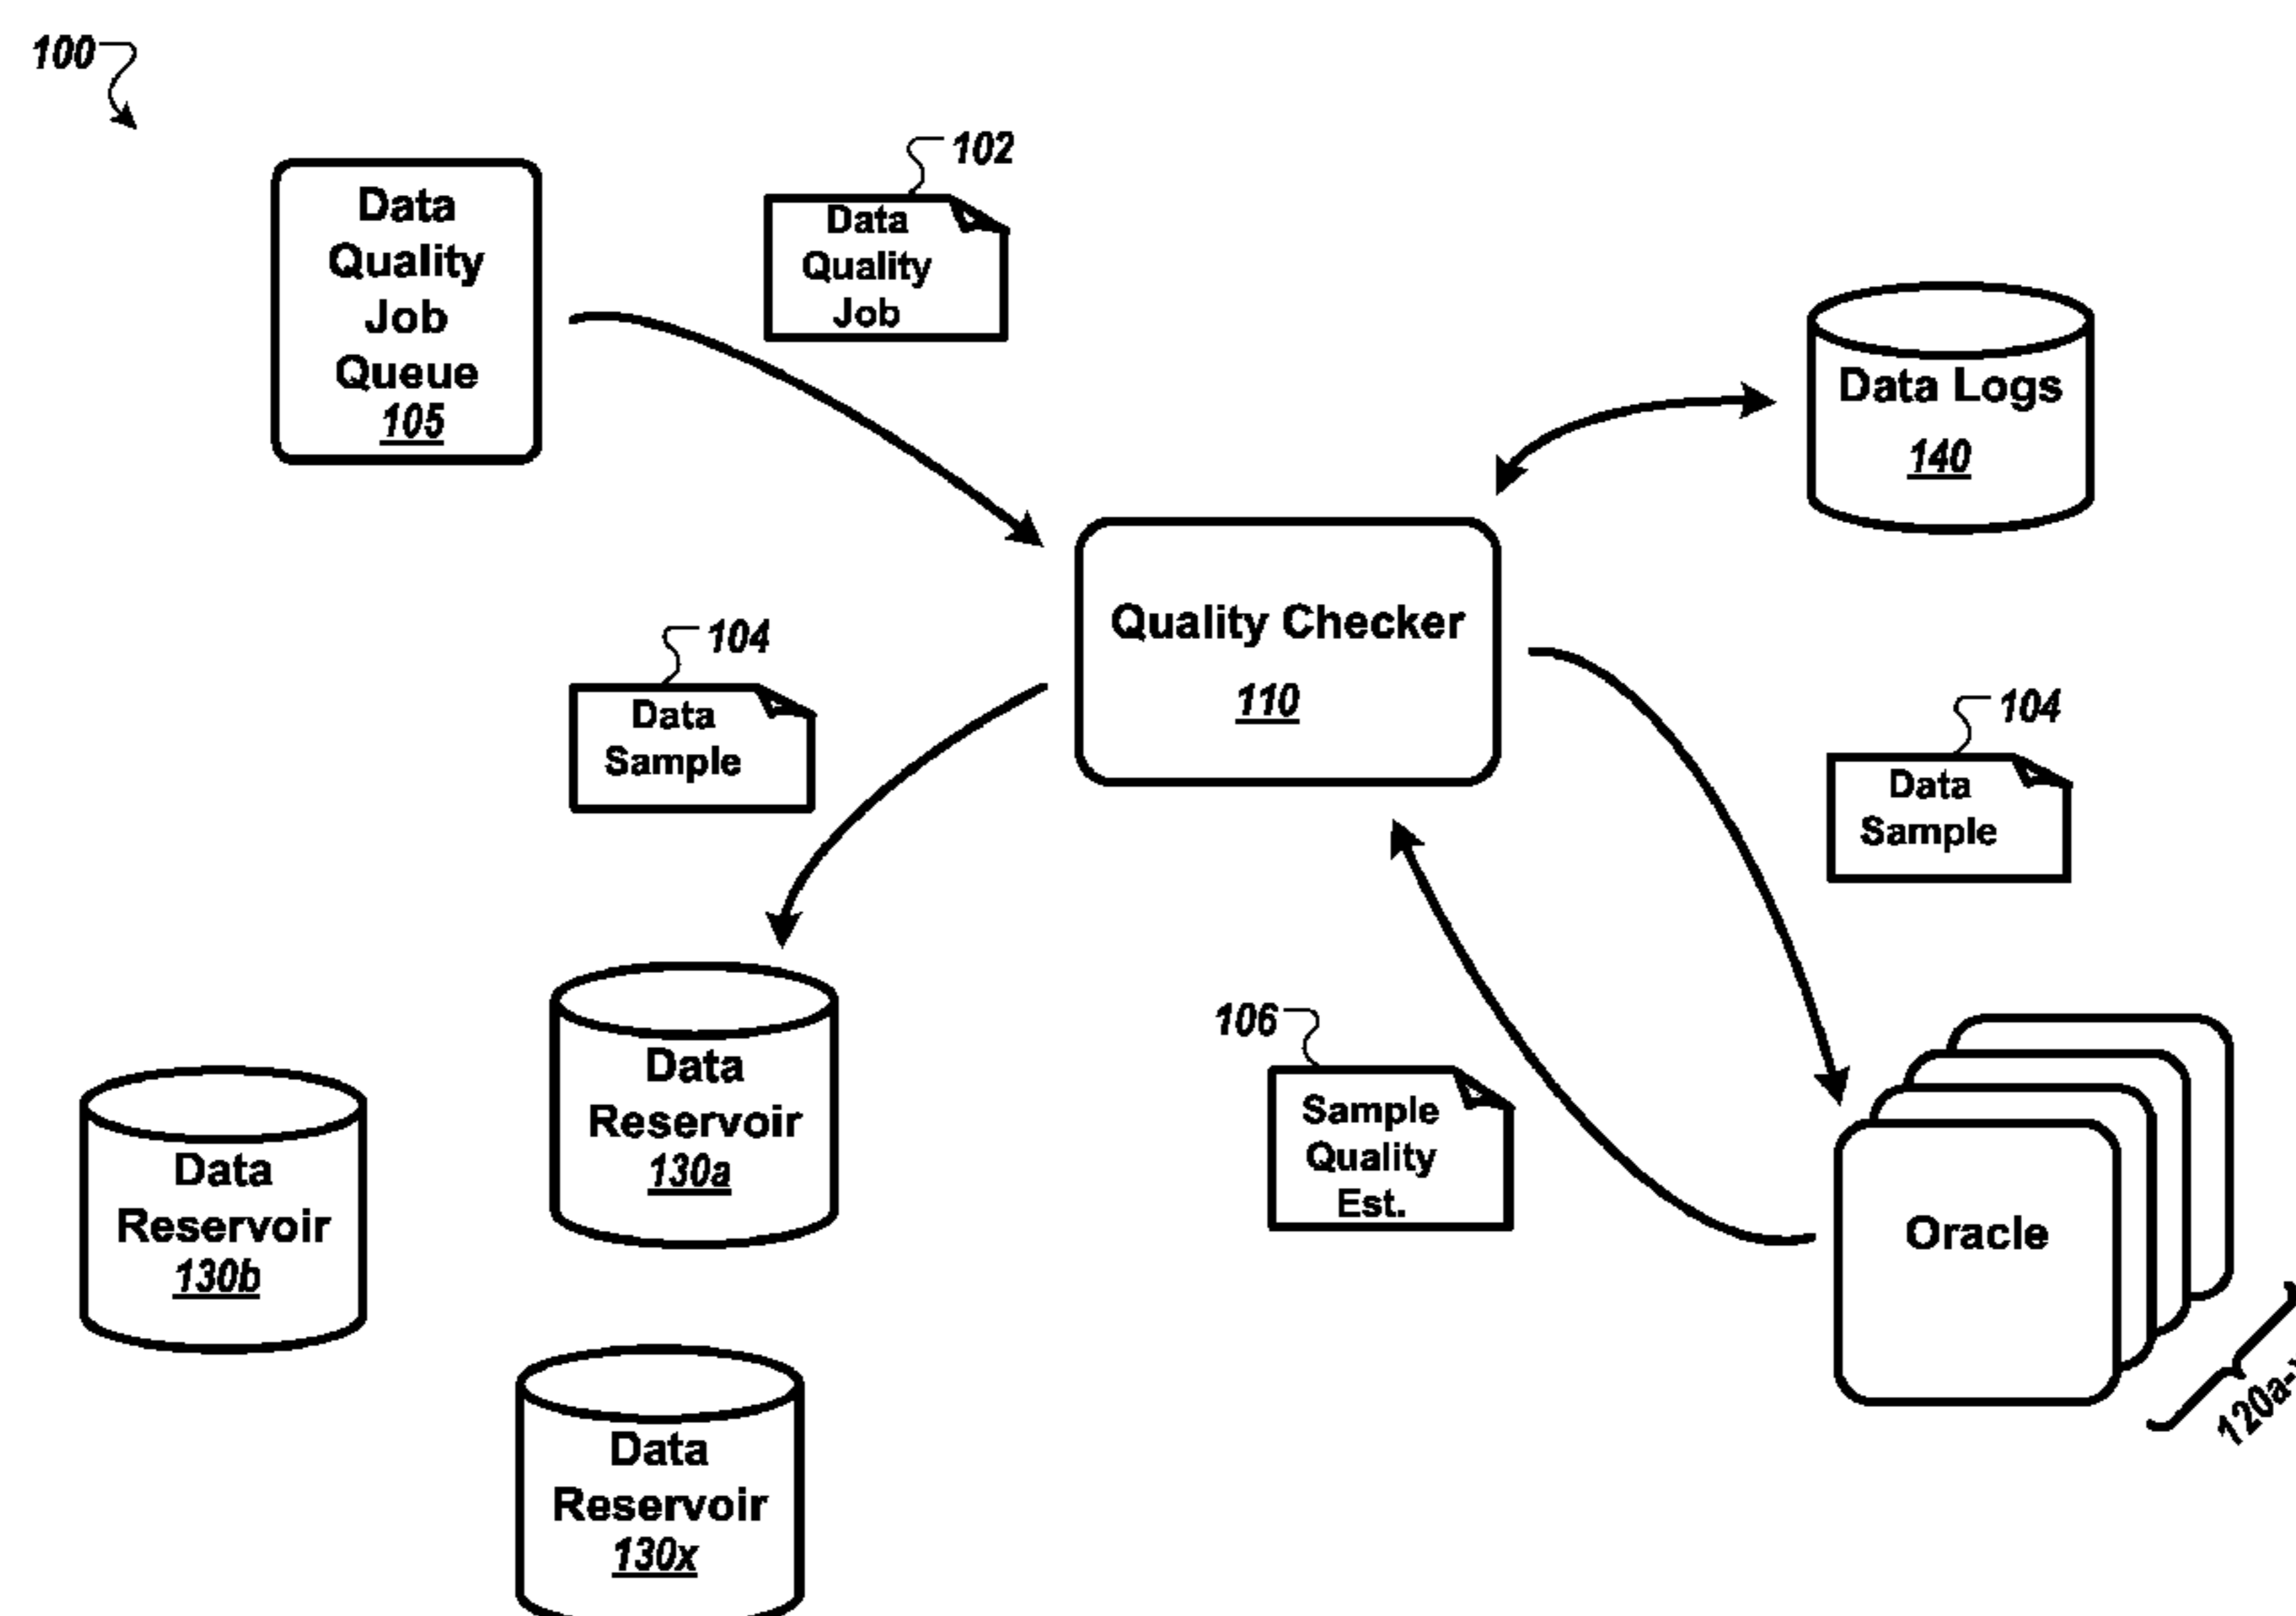 100
102
Data
Quality
Job
Queue
105
Data
Quality
Job
Data Logs
140
Quality Checker
110
104
Data
Sample
104
Data
Sample
106
Sample
Quality
Est.
Data
Reservoir
130a
Data
Reservoir
130b
Oracle
Data
Reservoir
130x